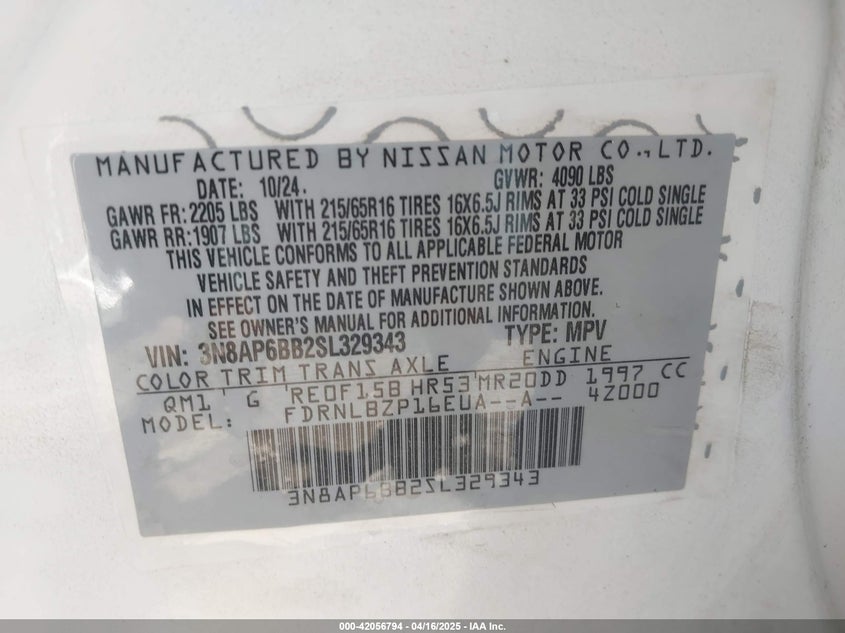 MANUFACTURED BY NISSAN MOTOR CO.,LTD.
DATE: 10/24. GVWR: 4090 LBS
GAWR FR:2205 LBS WITH 215/65R16 TIRES 16X6.5J RIMS AT 33 PSI COLD SINGLE
GAWR RR:1907 LBS WITH 215/65R16 TIRES 16X6.5J RIMS AT 33 PSI COLD SINGLE
THIS VEHICLE CONFORMS TO ALL APPLICABLE FEDERAL MOTOR
VEHICLE SAFETY AND THEFT PREVENTION STANDARDS
IN EFFECT ON THE DATE OF MANUFACTURE SHOWN ABOVE.
SEE OWNER'S MANUAL FOR ADDITIONAL INFORMATION.
VIN: 3N8AP6BB2SL329343 TYPE: MPV
COLOR TRIM TRANS AXLE ENGINE
QM1 G RE0F15B HR53 MR20DD 1997 CC
MODEL: FDRNLBZP16EUA--A-- 4Z000
3N8AP6BB2SL329343
000-42056794 - 04/16/2025 - IAA Inc.